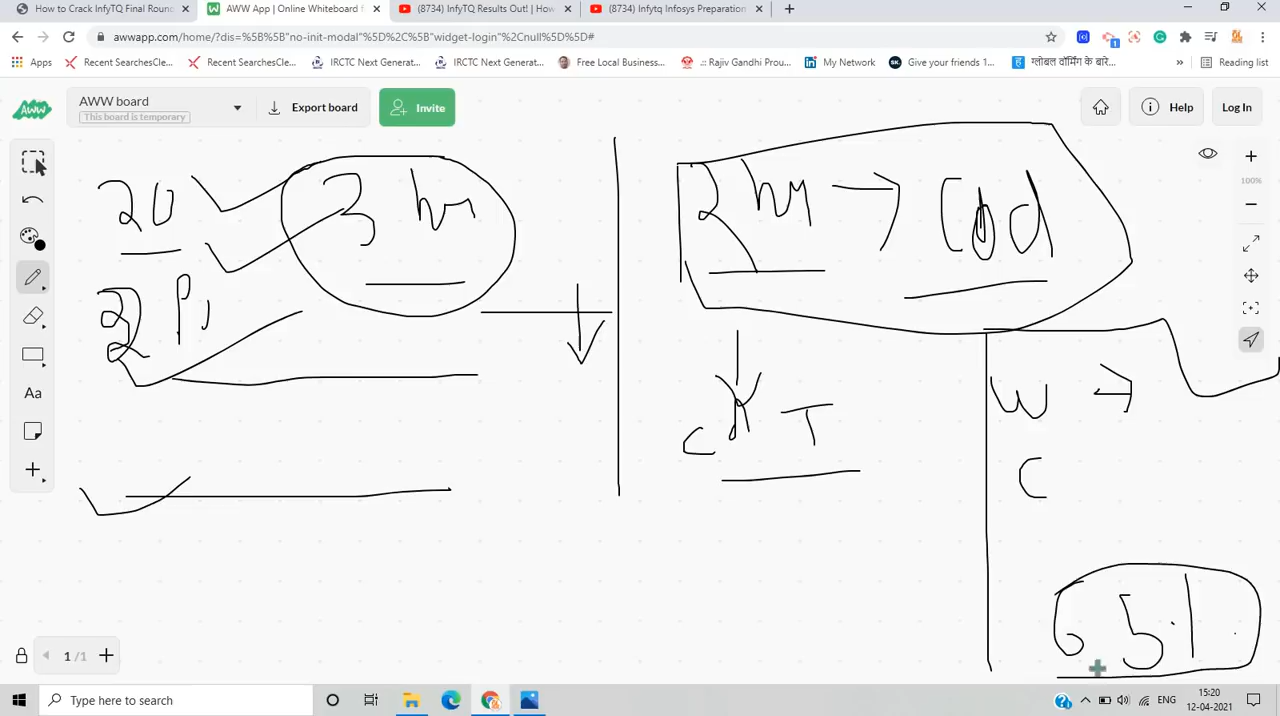 How to Crack InfyTQ Final Roun
AWW App | Online Whiteboard f
(8734) InfyTQ Results Out! | How
(8734) Infytq Infosys Preparation
awwapp.com/home/?dis=%5B%5B"no-init-modal"%5D%2C%5B"widget-login"%2Cnull%5D%5D#
Apps
Recent SearchesCle...
Recent SearchesCle...
IRCTC Next Generat...
IRCTC Next Generat...
Free Local Business...
.:: Rajiv Gandhi Prou...
My Network
Give your friends 1...
ग्लोबल वॉर्मिंग के बारे...
»
Reading list
AWW board
This board is temporary
Export board
Invite
Help
Log In
100%
20
3 hr
2 hr → Cod
T
W →
C
Aa
1 / 1
Type here to search
ENG
15:20
12-04-2021